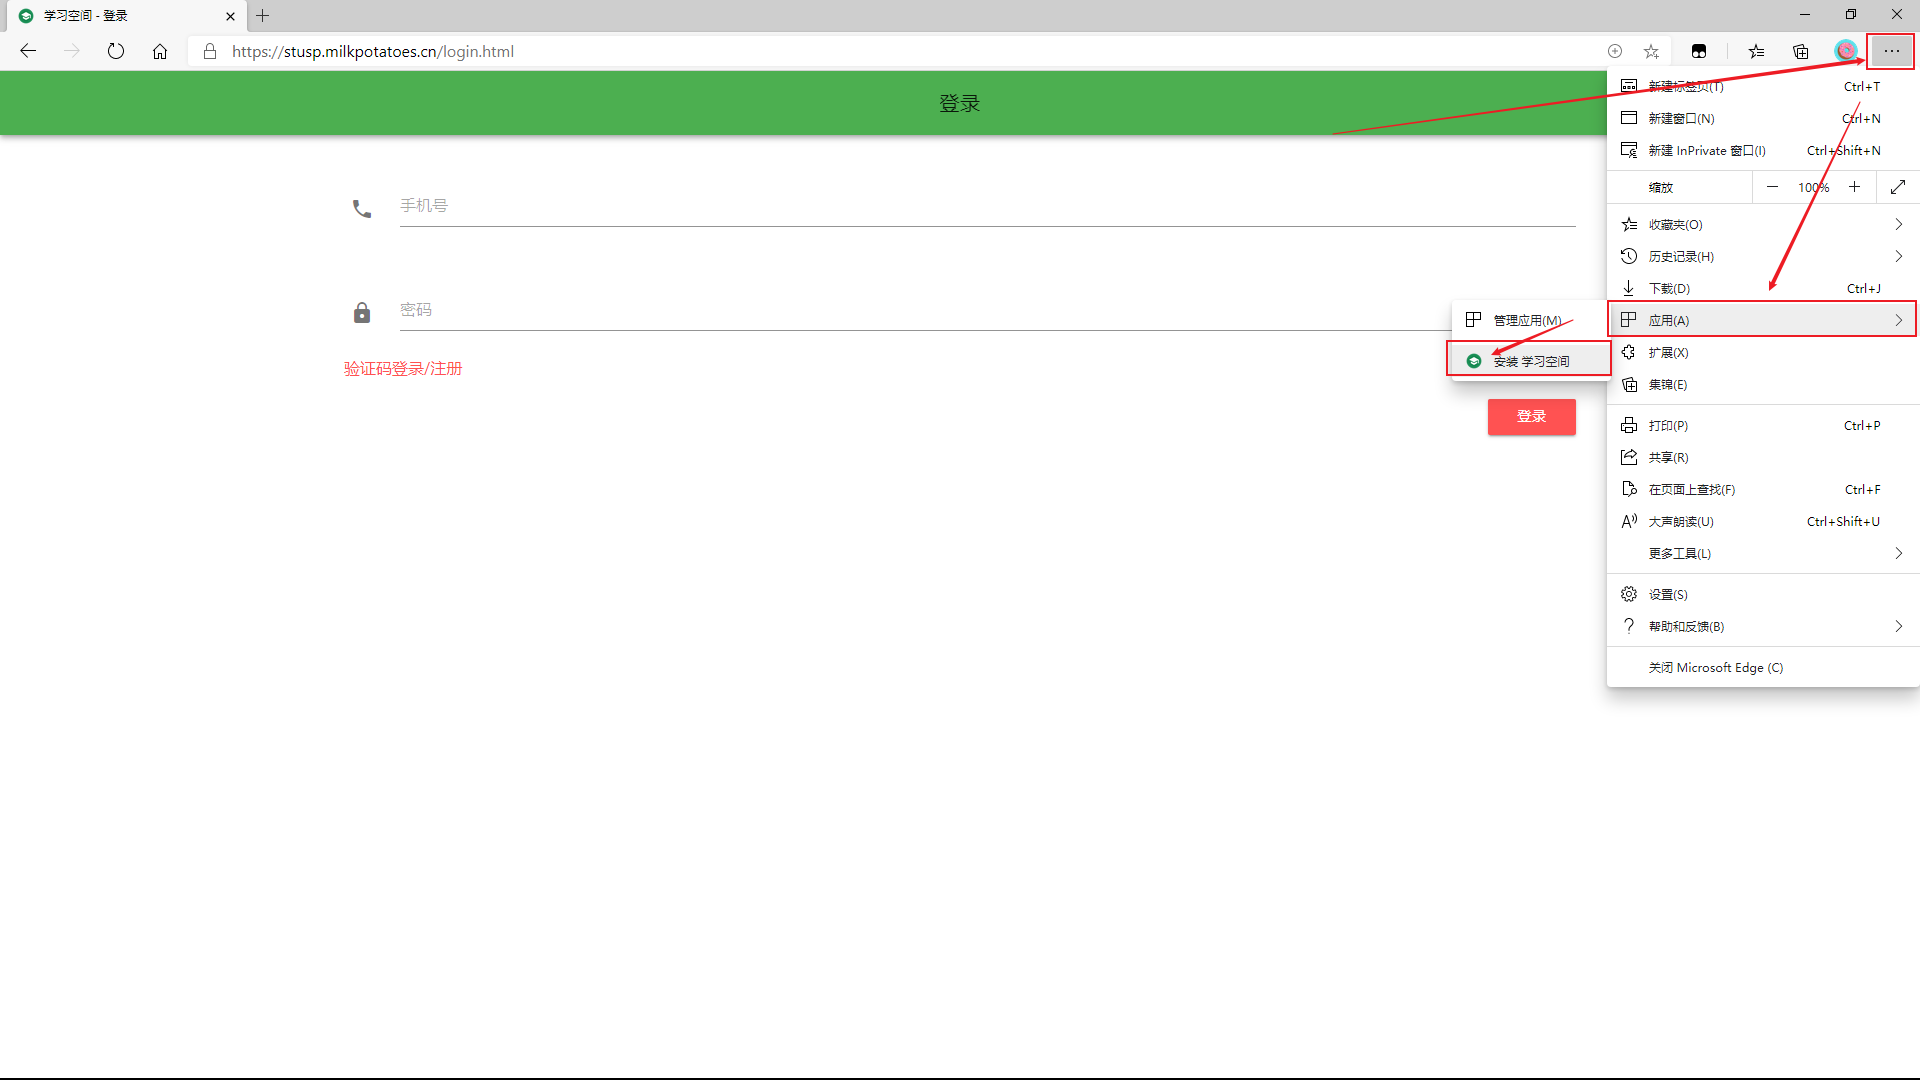 学习空间 - 登录
https://stusp.milkpotatoes.cn/login.html
登录
手机号
密码
验证码登录/注册
登录
新建标签页(T) Ctrl+T
新建窗口(N) Ctrl+N
新建 InPrivate 窗口(I) Ctrl+Shift+N
缩放 100%
收藏夹(O)
历史记录(H)
下载(D) Ctrl+J
应用(A)
管理应用(M)
安装 学习空间
扩展(X)
集锦(E)
打印(P) Ctrl+P
共享(R)
在页面上查找(F) Ctrl+F
大声朗读(U) Ctrl+Shift+U
更多工具(L)
设置(S)
帮助和反馈(B)
关闭 Microsoft Edge (C)